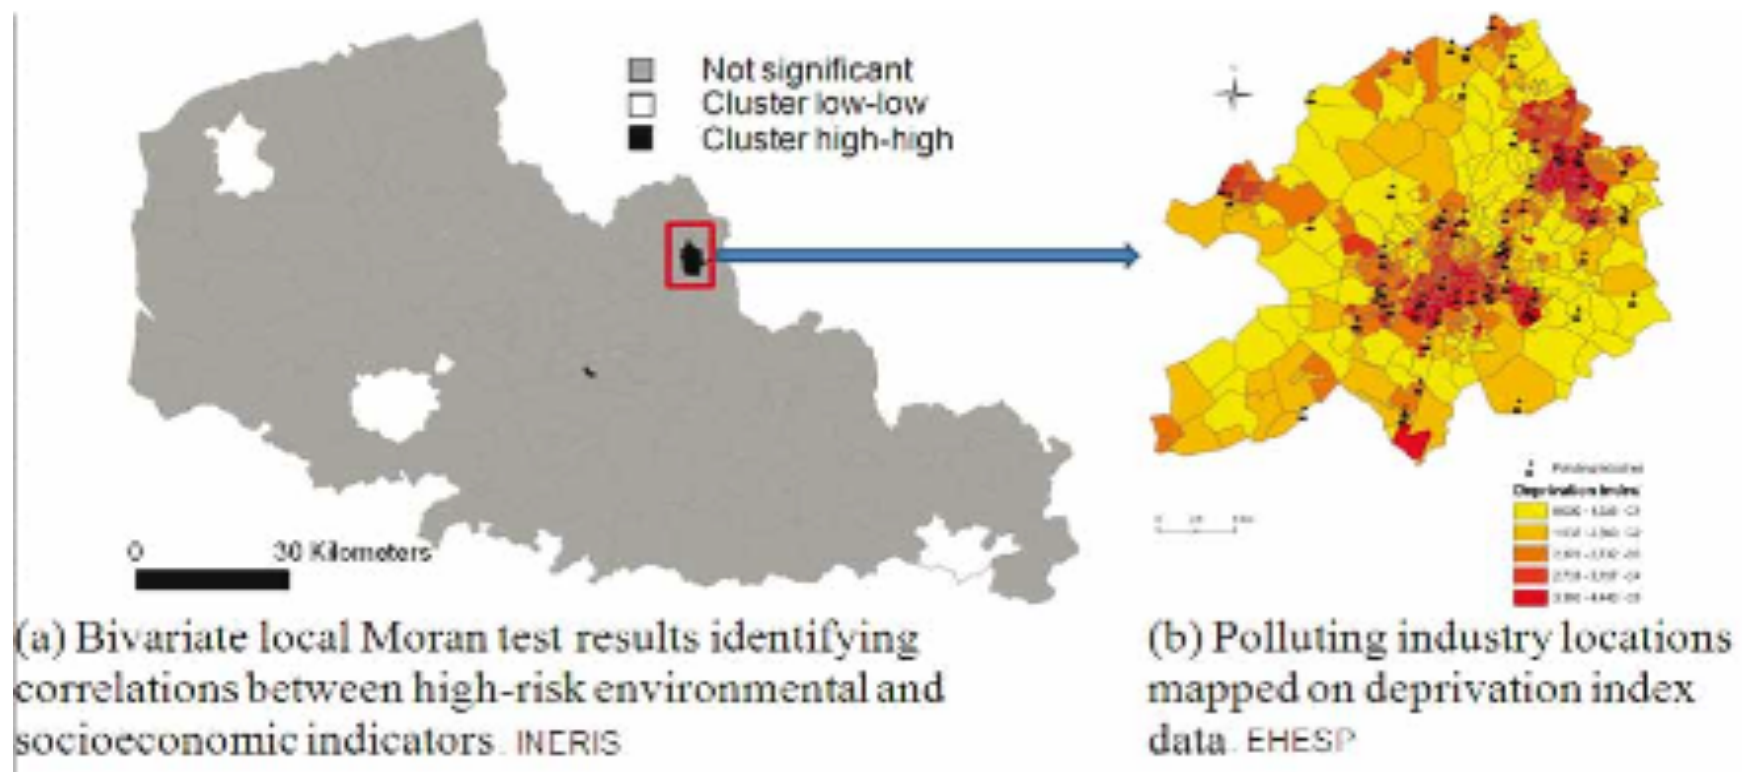 Not significant
Cluster low-low
Cluster high-high
0 30 Kilometers
(a) Bivariate local Moran test results identifying
correlations between high-risk environmental and
socioeconomic indicators. INERIS
Deprivation Index
(b) Polluting industry locations
mapped on deprivation index
data. EHESP